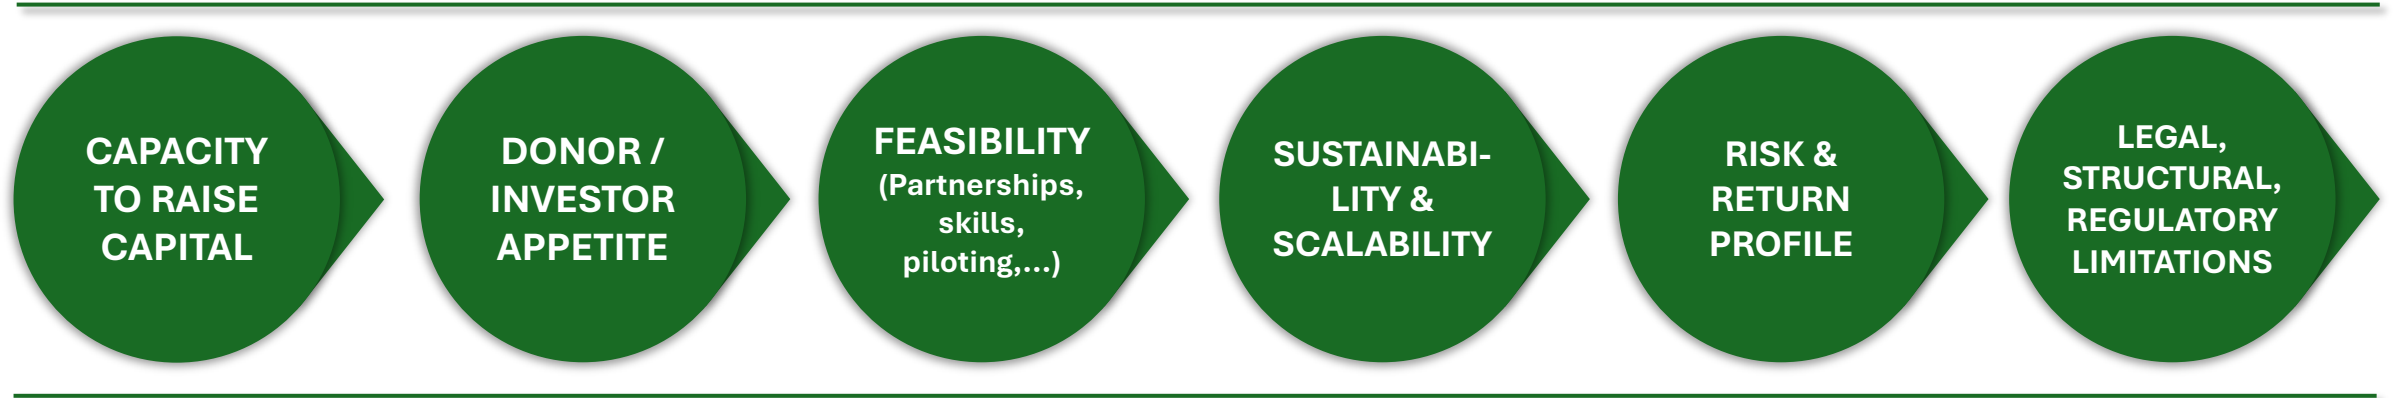 CAPACITY
TO RAISE
CAPITAL
DONOR /
INVESTOR
APPETITE
FEASIBILITY
(Partnerships,
skills,
piloting,...)
SUSTAINABI-
LITY &
SCALABILITY
RISK &
RETURN
PROFILE
LEGAL,
STRUCTURAL,
REGULATORY
LIMITATIONS